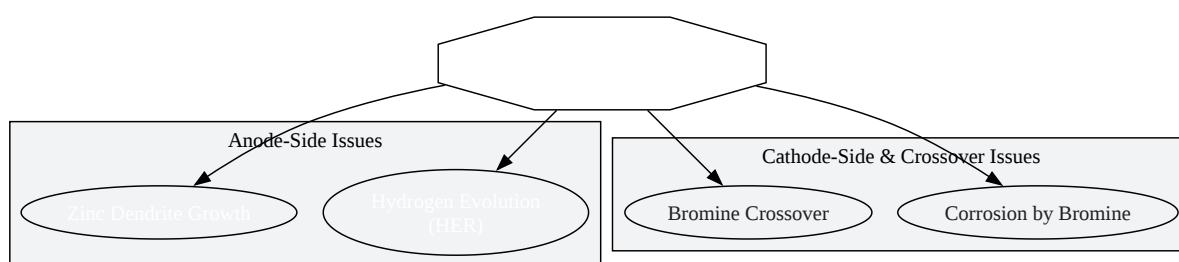 Anode-Side Issues
Cathode-Side & Crossover Issues
Zinc Dendrite Growth
Hydrogen Evolution
(HER)
Bromine Crossover
Corrosion by Bromine